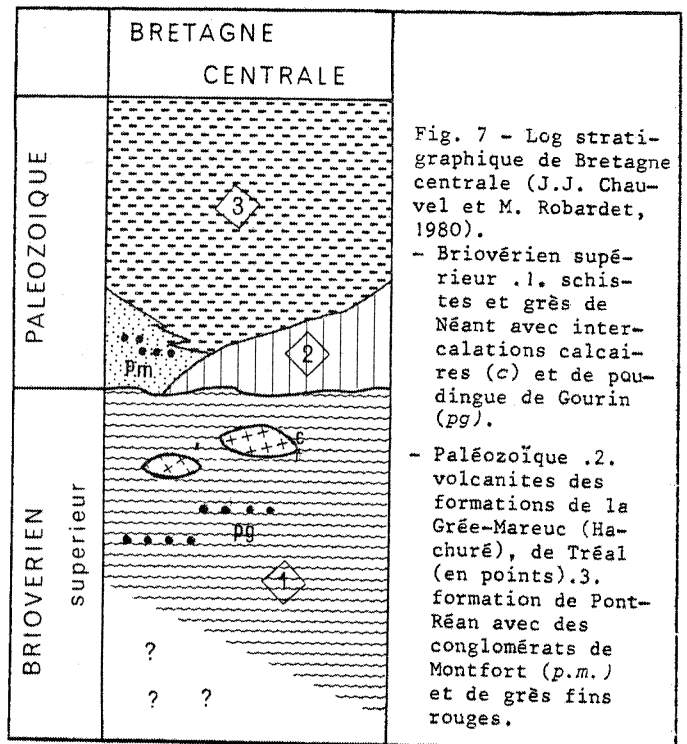 BRETAGNE
CENTRALE
PALEOZOIQUE
3
2
p.m.
BRIOVERIEN
superieur
c
pg
1
?
? ?
Fig. 7 - Log strati-
graphique de Bretagne
centrale (J.J. Chau-
vel et M. Robardet,
1980).
- Briovérien supé-
rieur .1. schis-
tes et grès de
Néant avec inter-
calations calcai-
res (c) et de pou-
dingue de Gourin
(pg).
- Paléozoïque .2.
volcanites des
formations de la
Grée-Mareuc (Ha-
churé), de Tréal
(en points).3.
formation de Pont-
Réan avec des
conglomérats de
Montfort (p.m.)
et de grès fins
rouges.